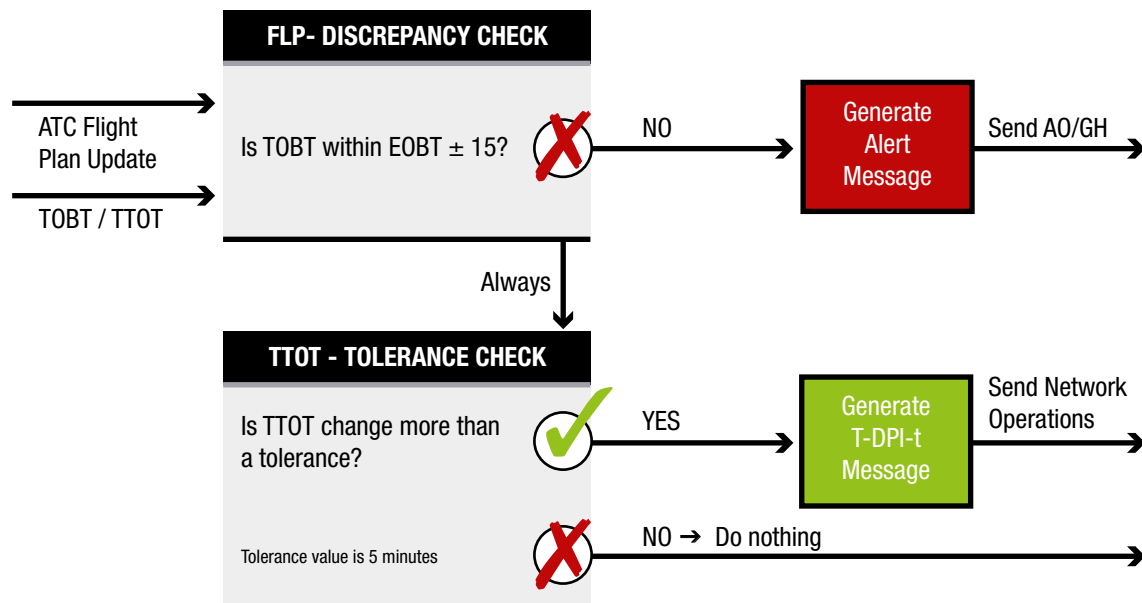 FLP- DISCREPANCY CHECK
ATC Flight
Plan Update
TOBT / TTOT
Is TOBT within EOBT ± 15?
NO
Generate
Alert
Message
Send AO/GH
Always
TTOT - TOLERANCE CHECK
Is TTOT change more than
a tolerance?
YES
Generate
T-DPI-t
Message
Send Network
Operations
Tolerance value is 5 minutes
NO → Do nothing